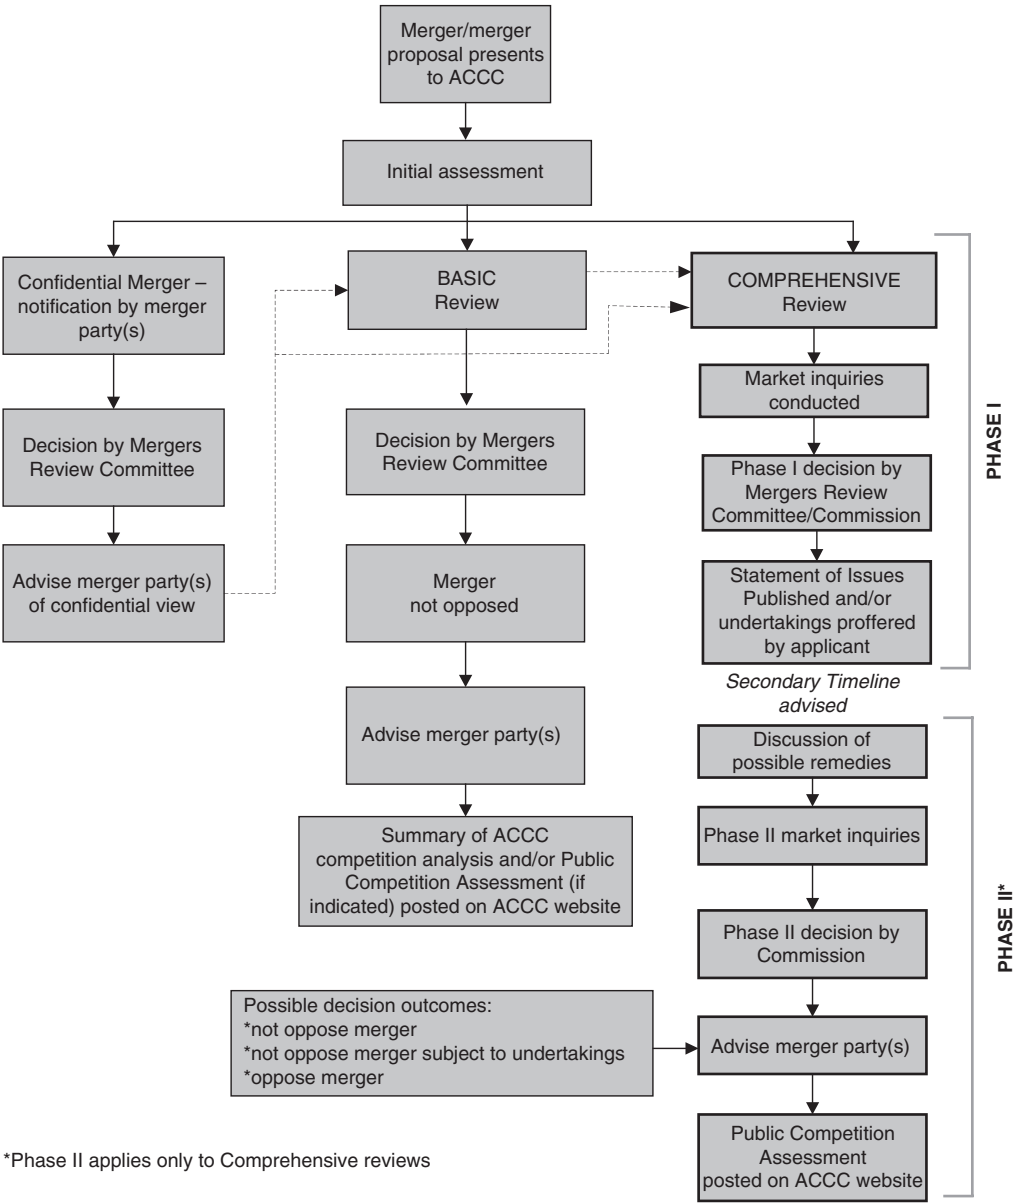 Merger/merger
proposal presents
to ACCC
Initial assessment
Confidential Merger –
notification by merger
party(s)
Decision by Mergers
Review Committee
Advise merger party(s)
of confidential view
BASIC
Review
Decision by Mergers
Review Committee
Merger
not opposed
Advise merger party(s)
Summary of ACCC
competition analysis and/or Public
Competition Assessment (if
indicated) posted on ACCC website
COMPREHENSIVE
Review
Market inquiries
conducted
Phase I decision by
Mergers Review
Committee/Commission
Statement of Issues
Published and/or
undertakings proffered
by applicant
PHASE I
Secondary Timeline
advised
Discussion of
possible remedies
Phase II market inquiries
Phase II decision by
Commission
Possible decision outcomes:
*not oppose merger
*not oppose merger subject to undertakings
*oppose merger
Advise merger party(s)
Public Competition
Assessment
posted on ACCC website
PHASE II*
*Phase II applies only to Comprehensive reviews